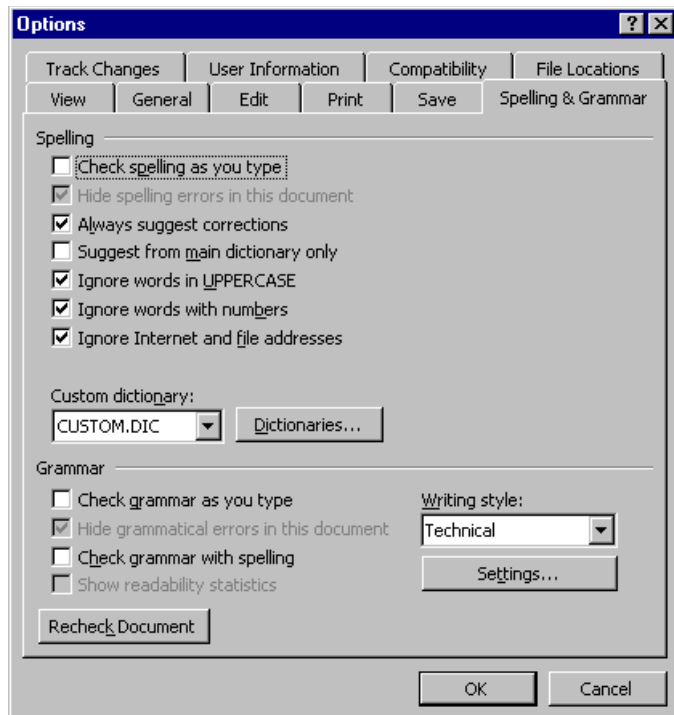 Options
Track Changes User Information Compatibility File Locations
View General Edit Print Save Spelling & Grammar
Spelling
Check spelling as you type
Hide spelling errors in this document
Always suggest corrections
Suggest from main dictionary only
Ignore words in UPPERCASE
Ignore words with numbers
Ignore Internet and file addresses
Custom dictionary:
CUSTOM.DIC Dictionaries...
Grammar
Check grammar as you type Writing style:
Hide grammatical errors in this document Technical
Check grammar with spelling
Show readability statistics Settings...
Recheck Document
OK Cancel